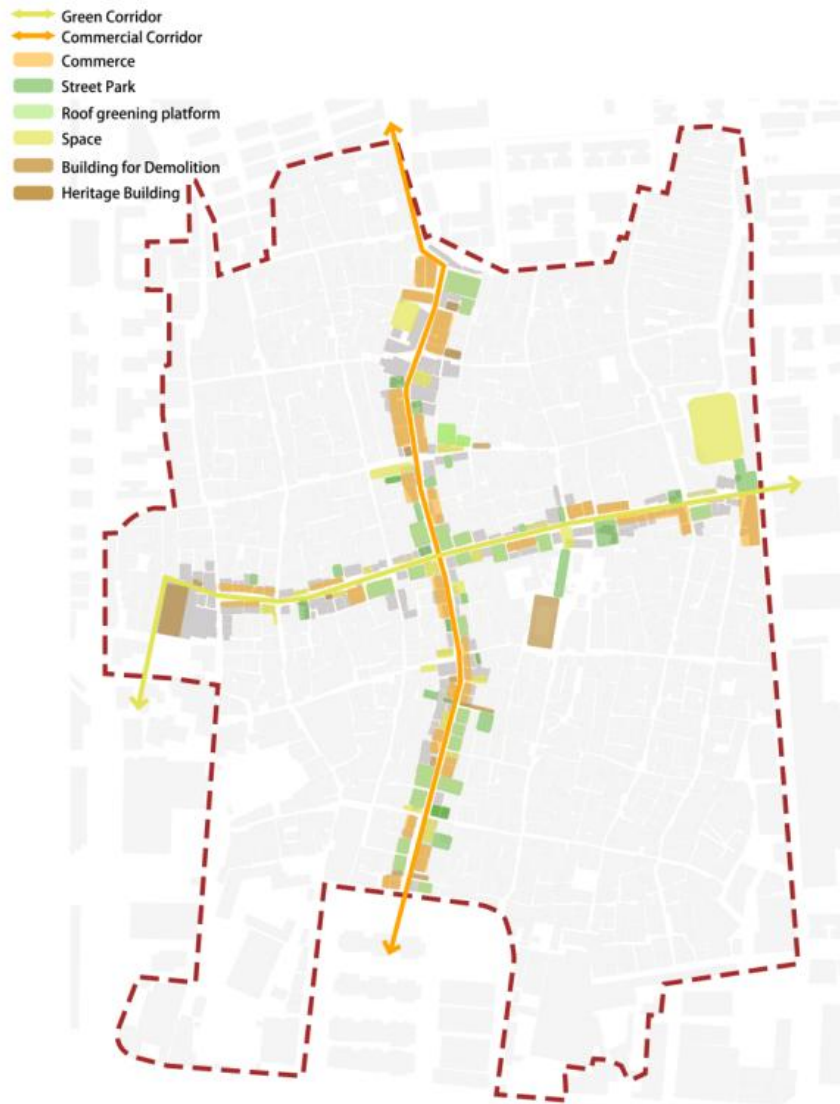 Green Corridor
Commercial Corridor
Commerce
Street Park
Roof greening platform
Space
Building for Demolition
Heritage Building